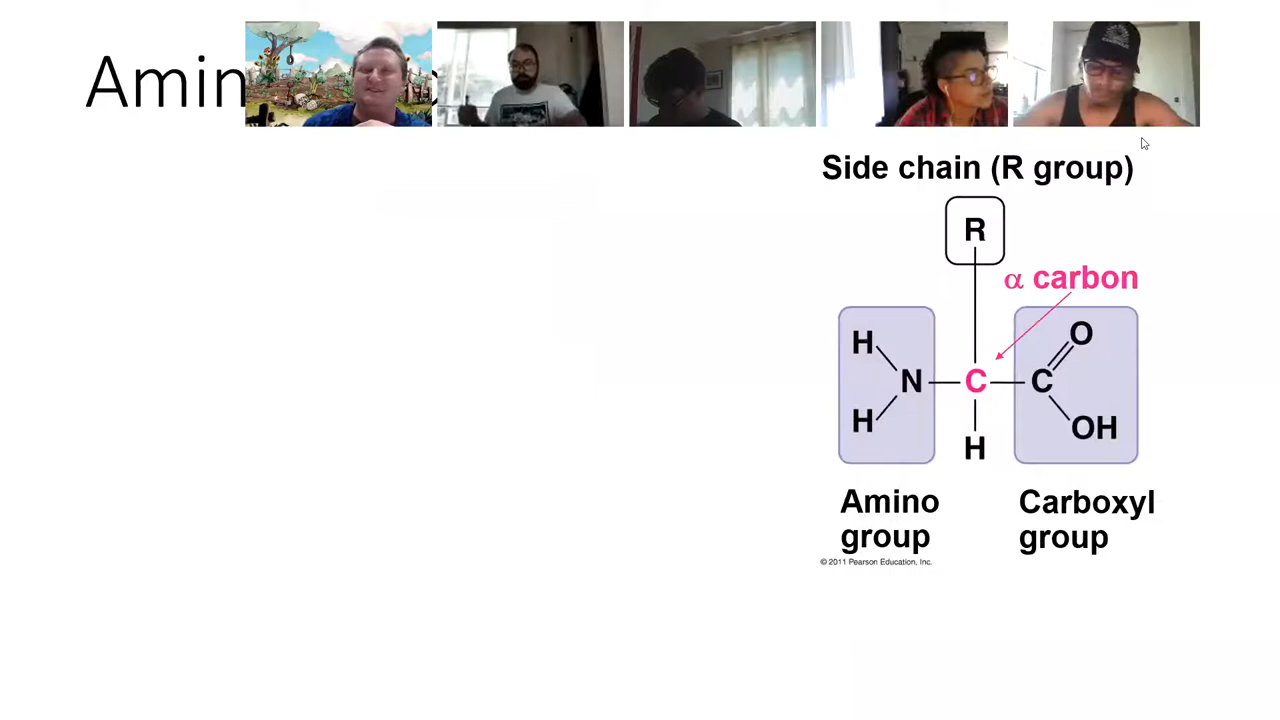 Amin
Side chain (R group)
R
α carbon
H
O
N
C
C
H
OH
H
Amino
Carboxyl
group
group
© 2011 Pearson Education, Inc.